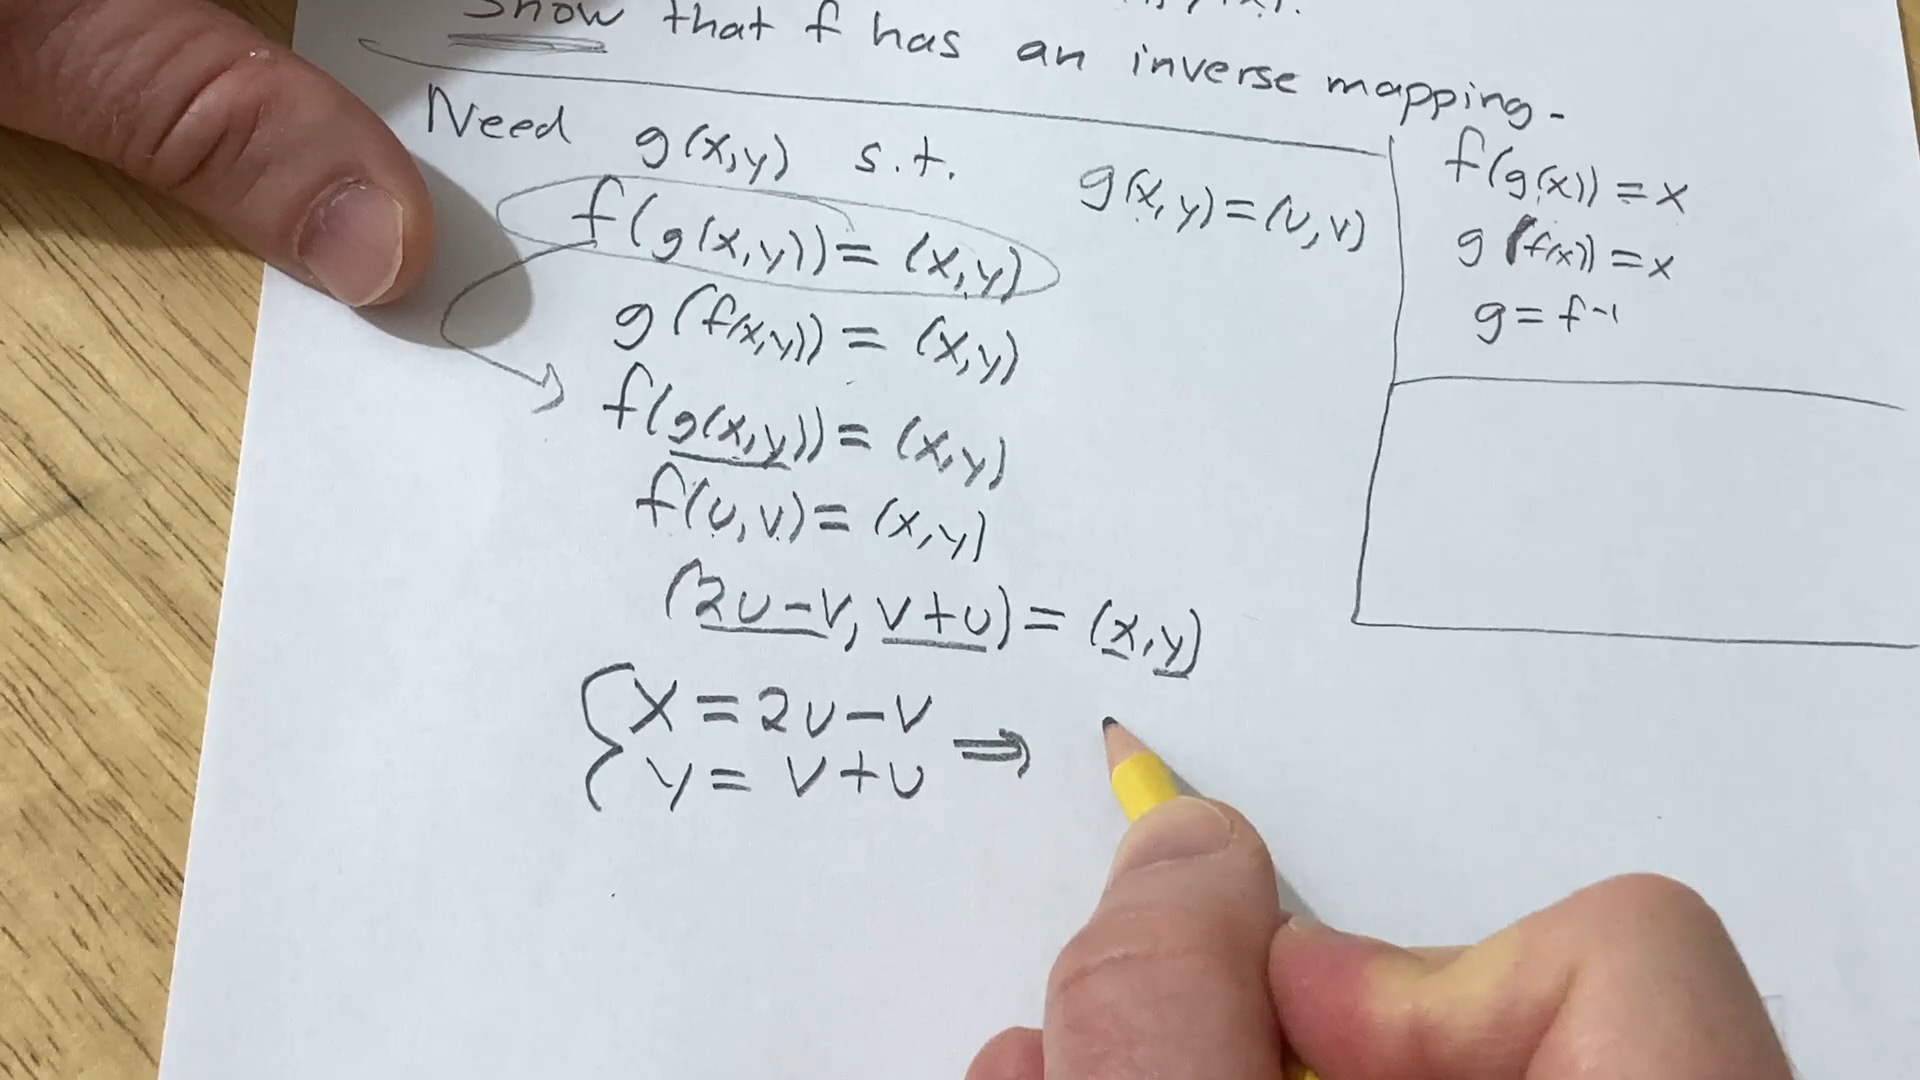 Show that f has an inverse mapping.
Need g(x,y) s.t. g(x,y)=(u,v)
f(g(x,y))=(x,y)
g(f(x,y))=(x,y)
f(g(x,y))=(x,y)
f(u,v)=(x,y)
(2u-v, v+u)=(x,y)
x=2u-v
y=v+u ⇒
f(g(x))=x
g(f(x))=x
g=f-1